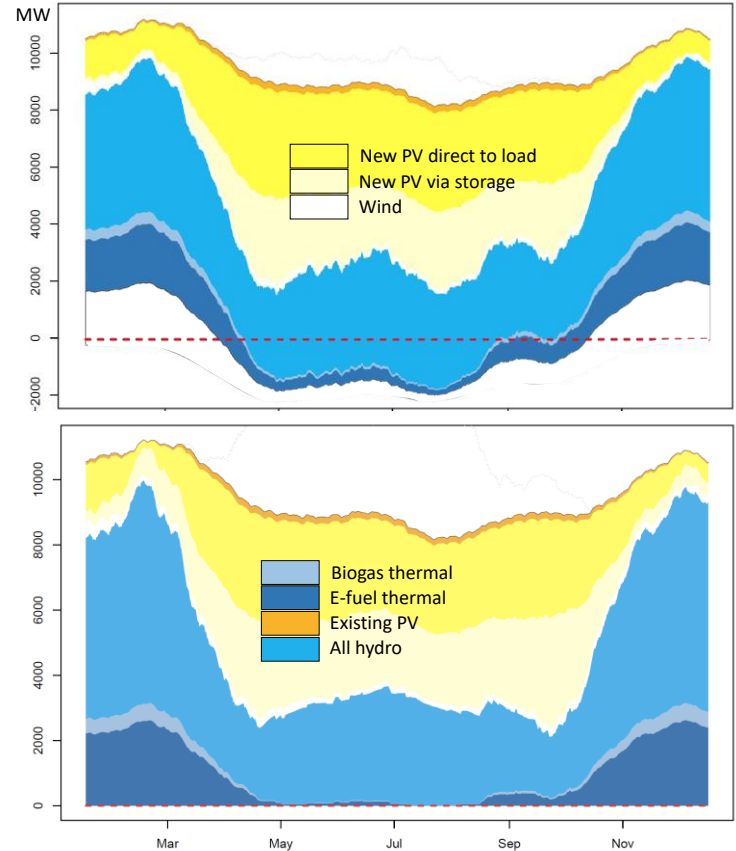 MW
10000
8000
6000
4000
2000
0
-2000
New PV direct to load
New PV via storage
Wind
10000
8000
6000
4000
2000
0
Biogas thermal
E-fuel thermal
Existing PV
All hydro
Mar
May
Jul
Sep
Nov